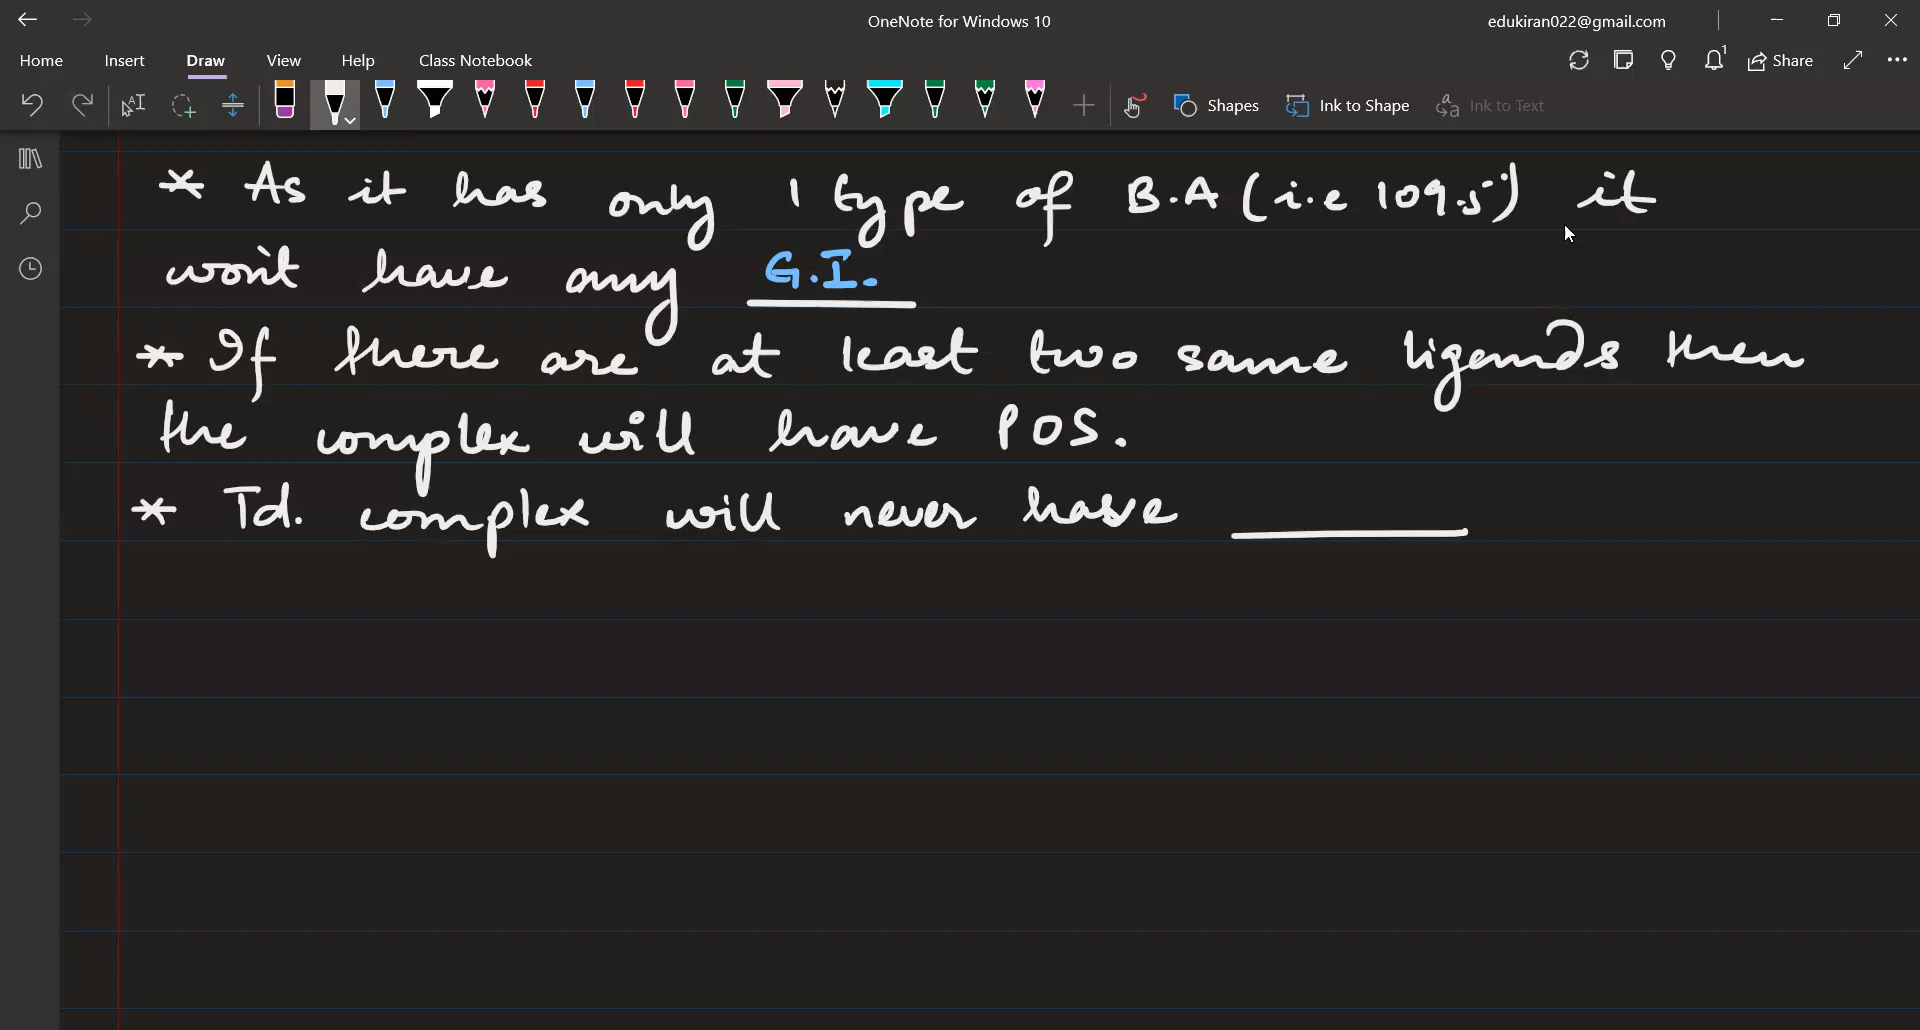 OneNote for Windows 10
edukiran022@gmail.com
Home Insert Draw View Help Class Notebook
1 Share
Shapes Ink to Shape Ink to Text
* As it has only 1 type of B.A (i.e 109.5°) it
won't have any G.I.
* If there are at least two same ligands then
the complex will have POS.
* Td. complex will never have ______